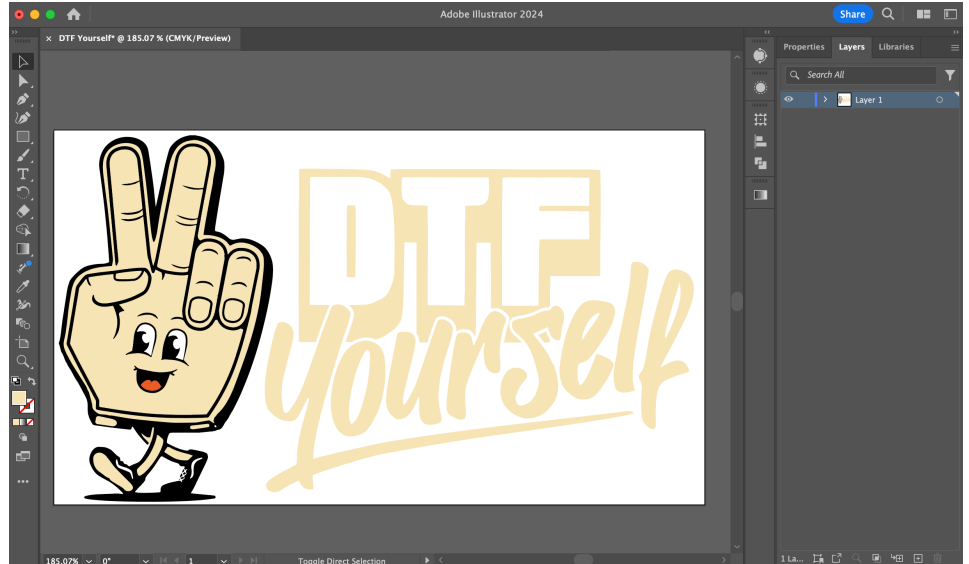 Adobe Illustrator 2024
Share
× DTF Yourself* @ 185.07 % (CMYK/Preview)
Properties Layers Libraries
Search All
Layer 1
DTF
Yourself
185.07% 0° 1 Toggle Direct Selection
1 La...